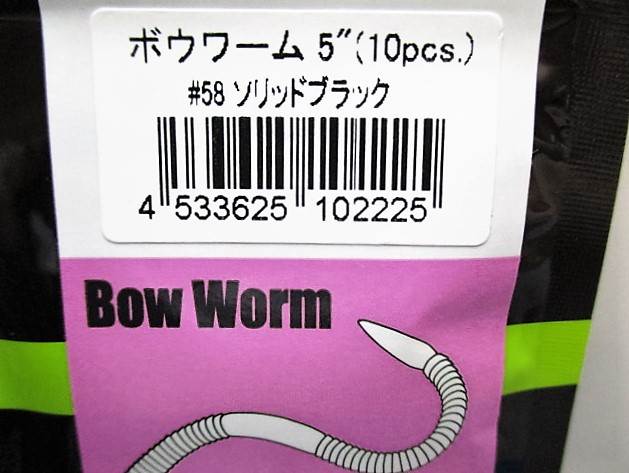 ボウワーム 5″(10pcs.)
#58 ソリッドブラック
4 533625 102225
Bow Worm